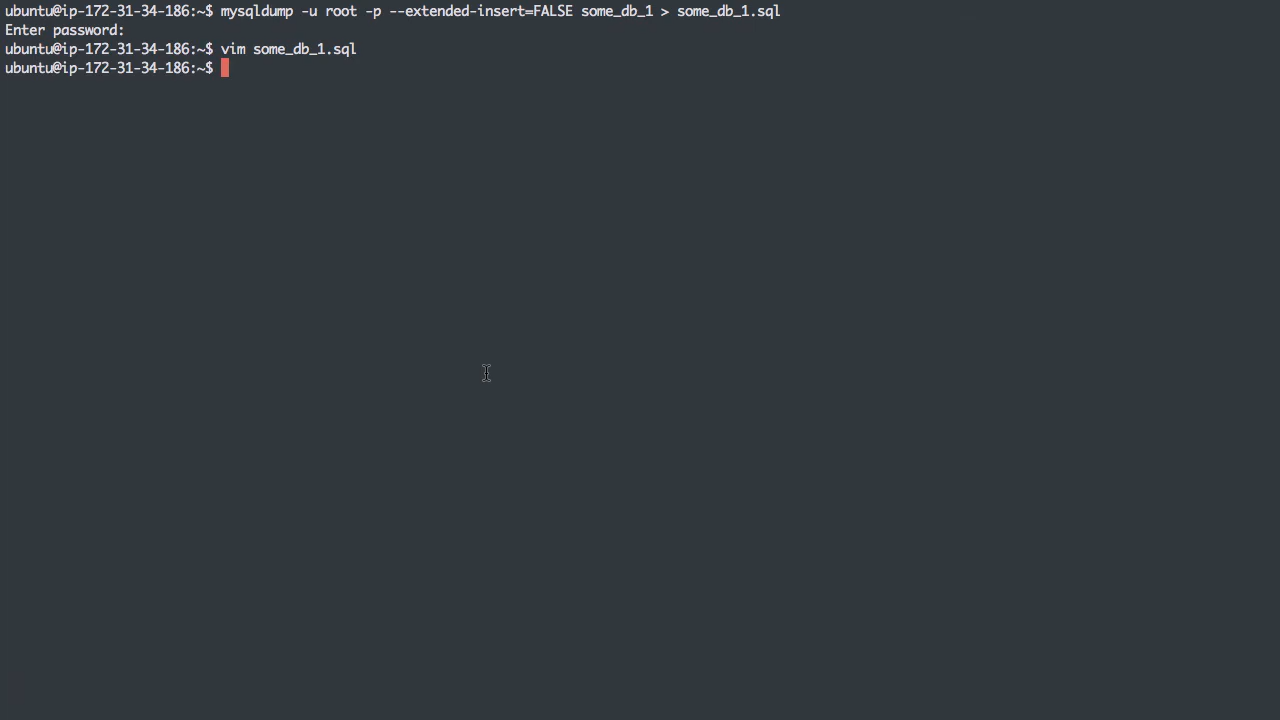 ubuntu@ip-172-31-34-186:~$ mysqldump -u root -p --extended-insert=FALSE some_db_1 > some_db_1.sql
Enter password:
ubuntu@ip-172-31-34-186:~$ vim some_db_1.sql
ubuntu@ip-172-31-34-186:~$